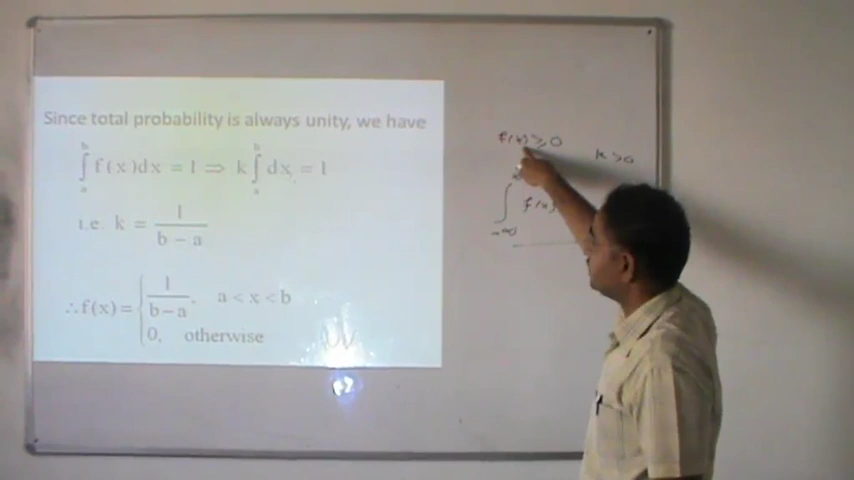 Since total probability is always unity, we have
∫ₐᵇ f(x)dx = 1 ⇒ k ∫ₐᵇ dx = 1
i.e. k = 1/(b – a)
∴ f(x) = { 1/(b – a), a < x < b
0, otherwise
f(x) ≥ 0
k > 0
∫ f(x)
-∞